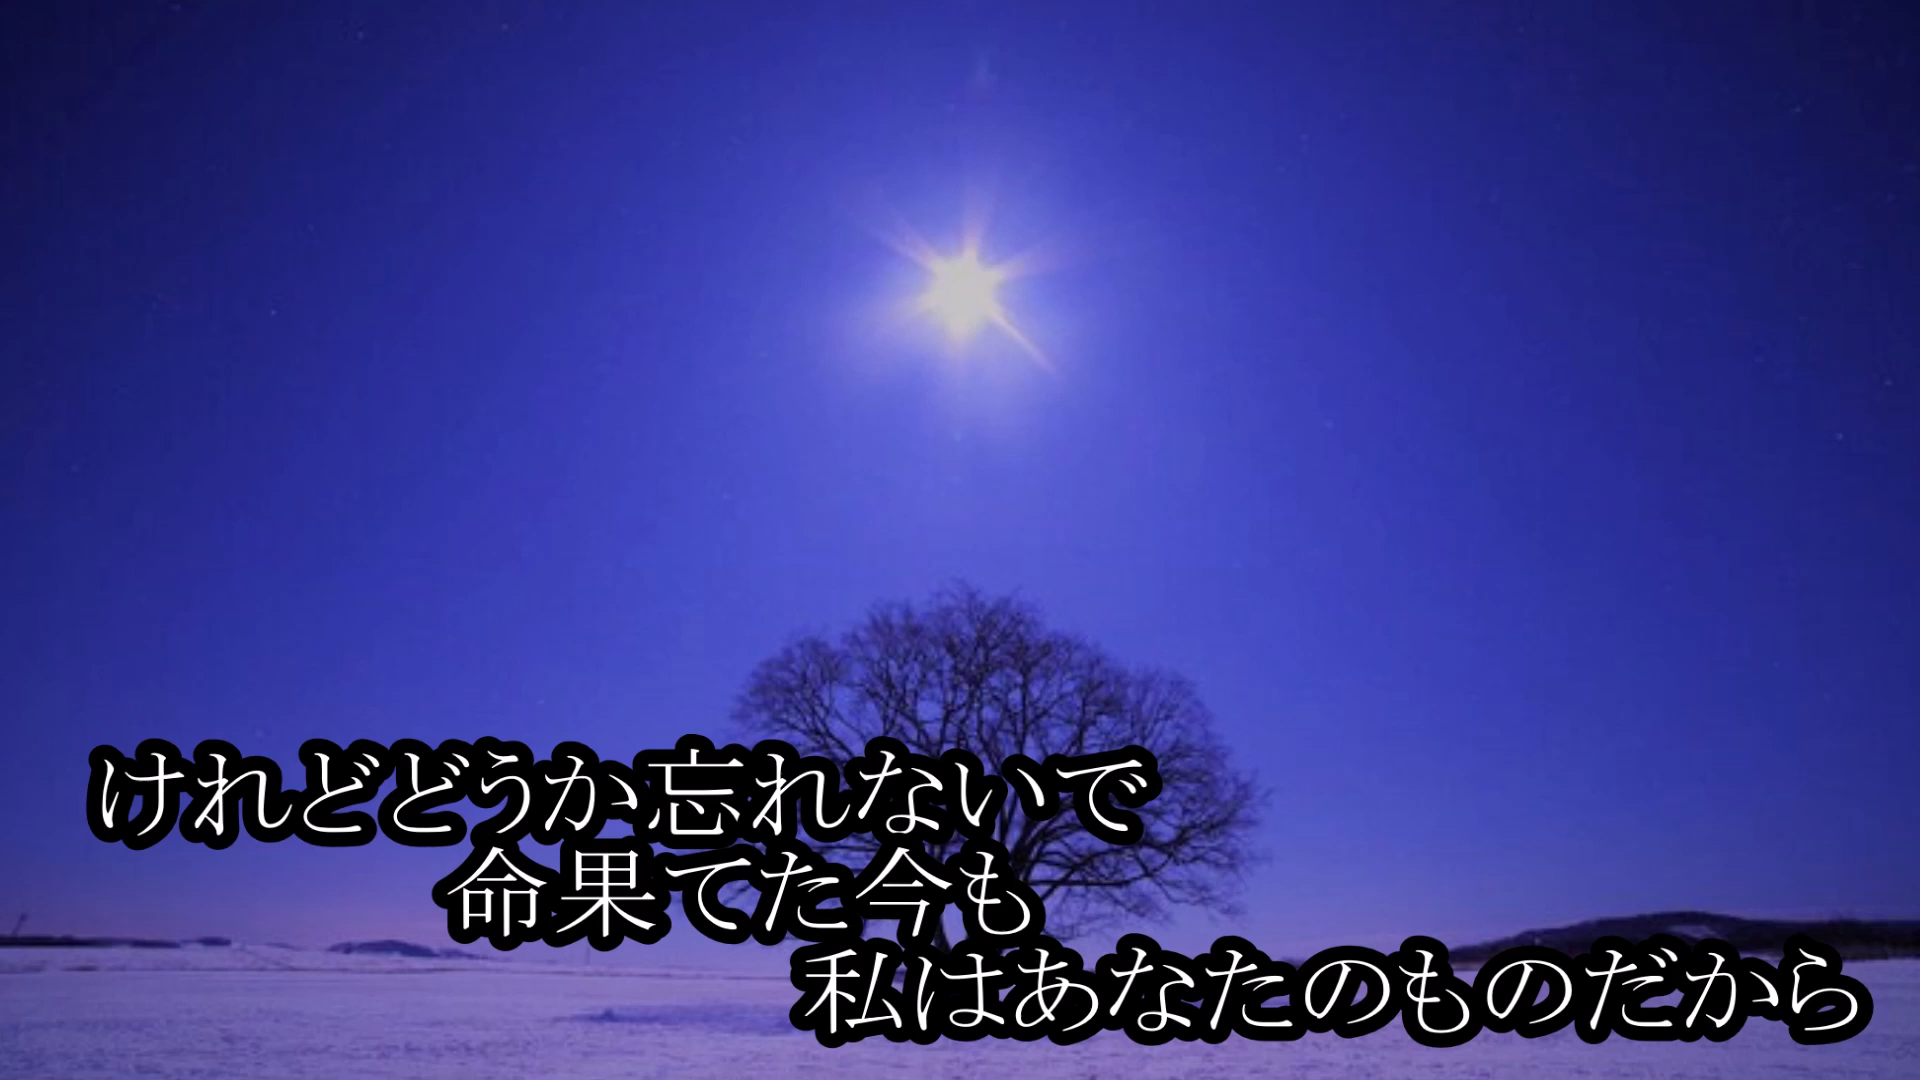 けれどどうか忘れないで
命果てた今も
私はあなたのものだから